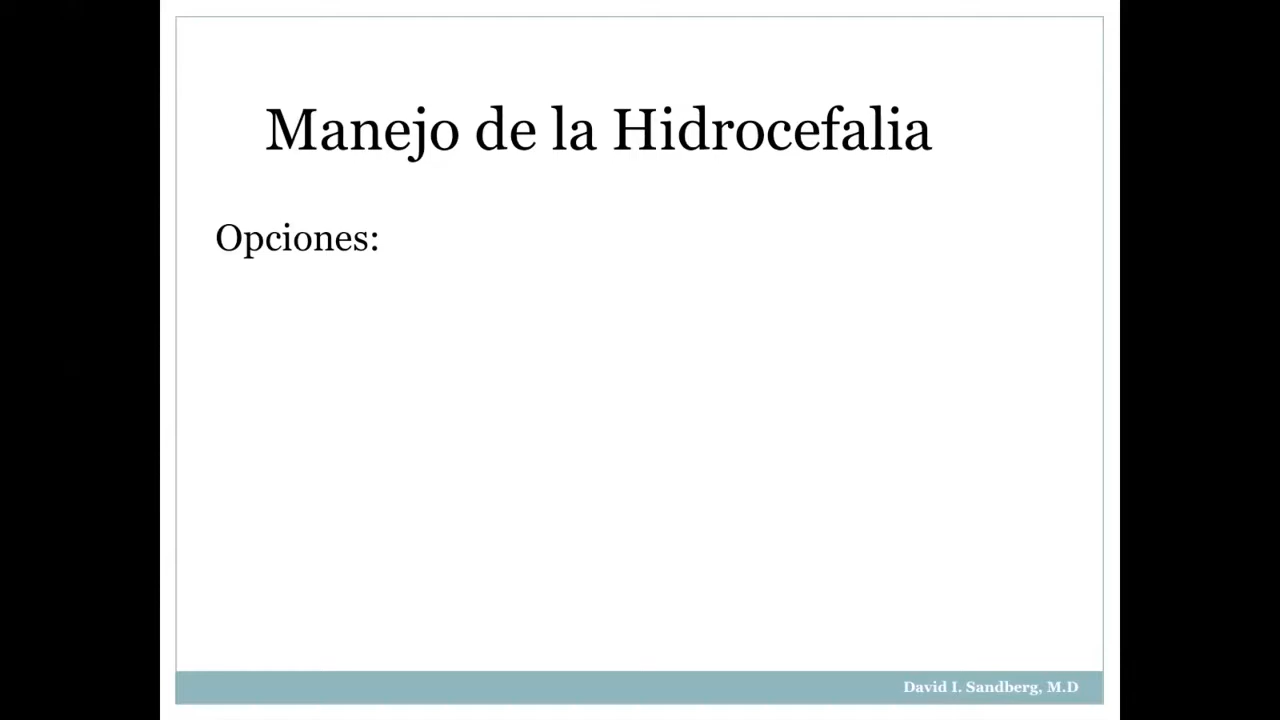 Manejo de la Hidrocefalia
Opciones:
David I. Sandberg, M.D